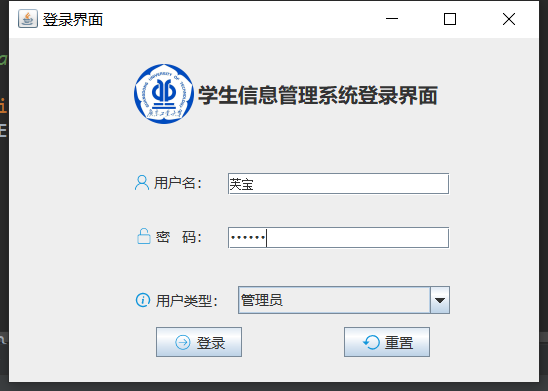 登录界面
学生信息管理系统登录界面
用户名： 芙宝
密 码： ••••••
用户类型： 管理员
登录 重置